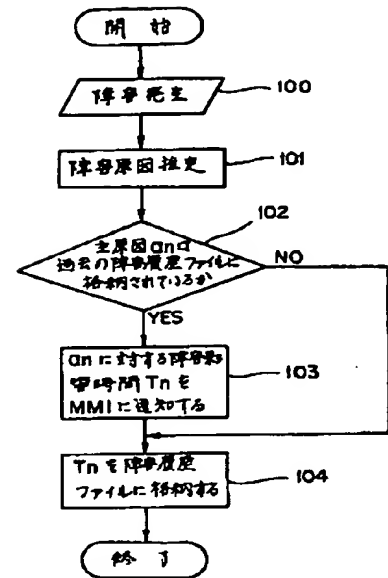 開始
障害発生
100
障害原因推定
101
102
主原因anは
過去の障害履歴ファイルに
格納されているか
NO
YES
anに対する障害影
響時間Tnを
MMIに通知する
103
Tnを障害履歴
ファイルに格納する
104
終了